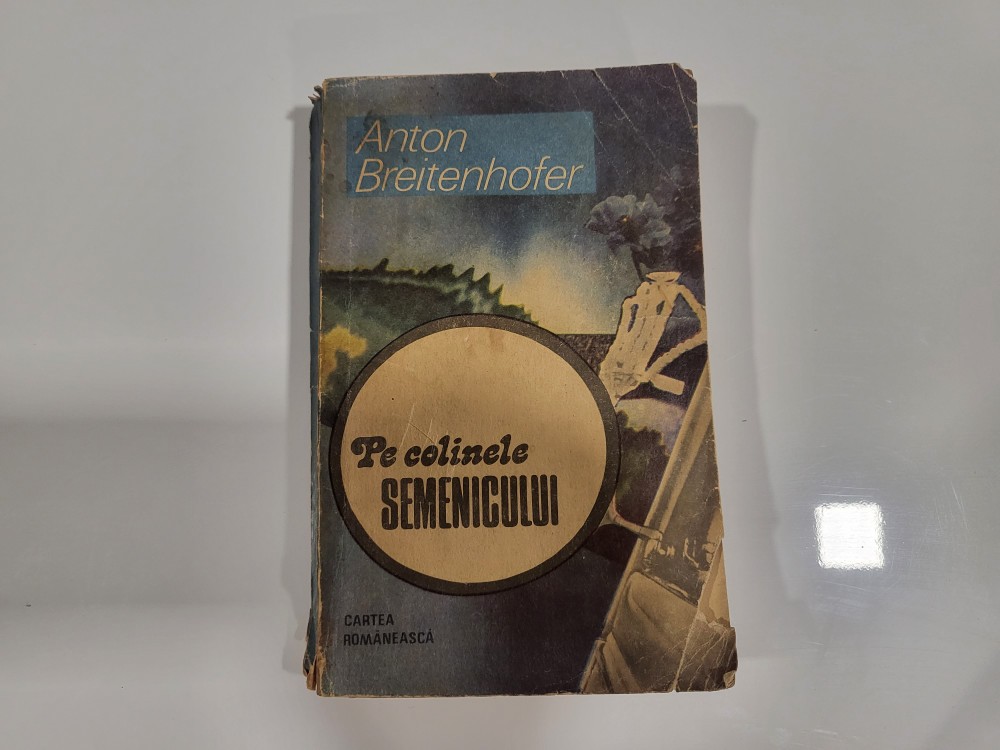 Anton
Breitenhofer
Pe colinele
SEMENICULUI
CARTEA
ROMÂNEASCĂ